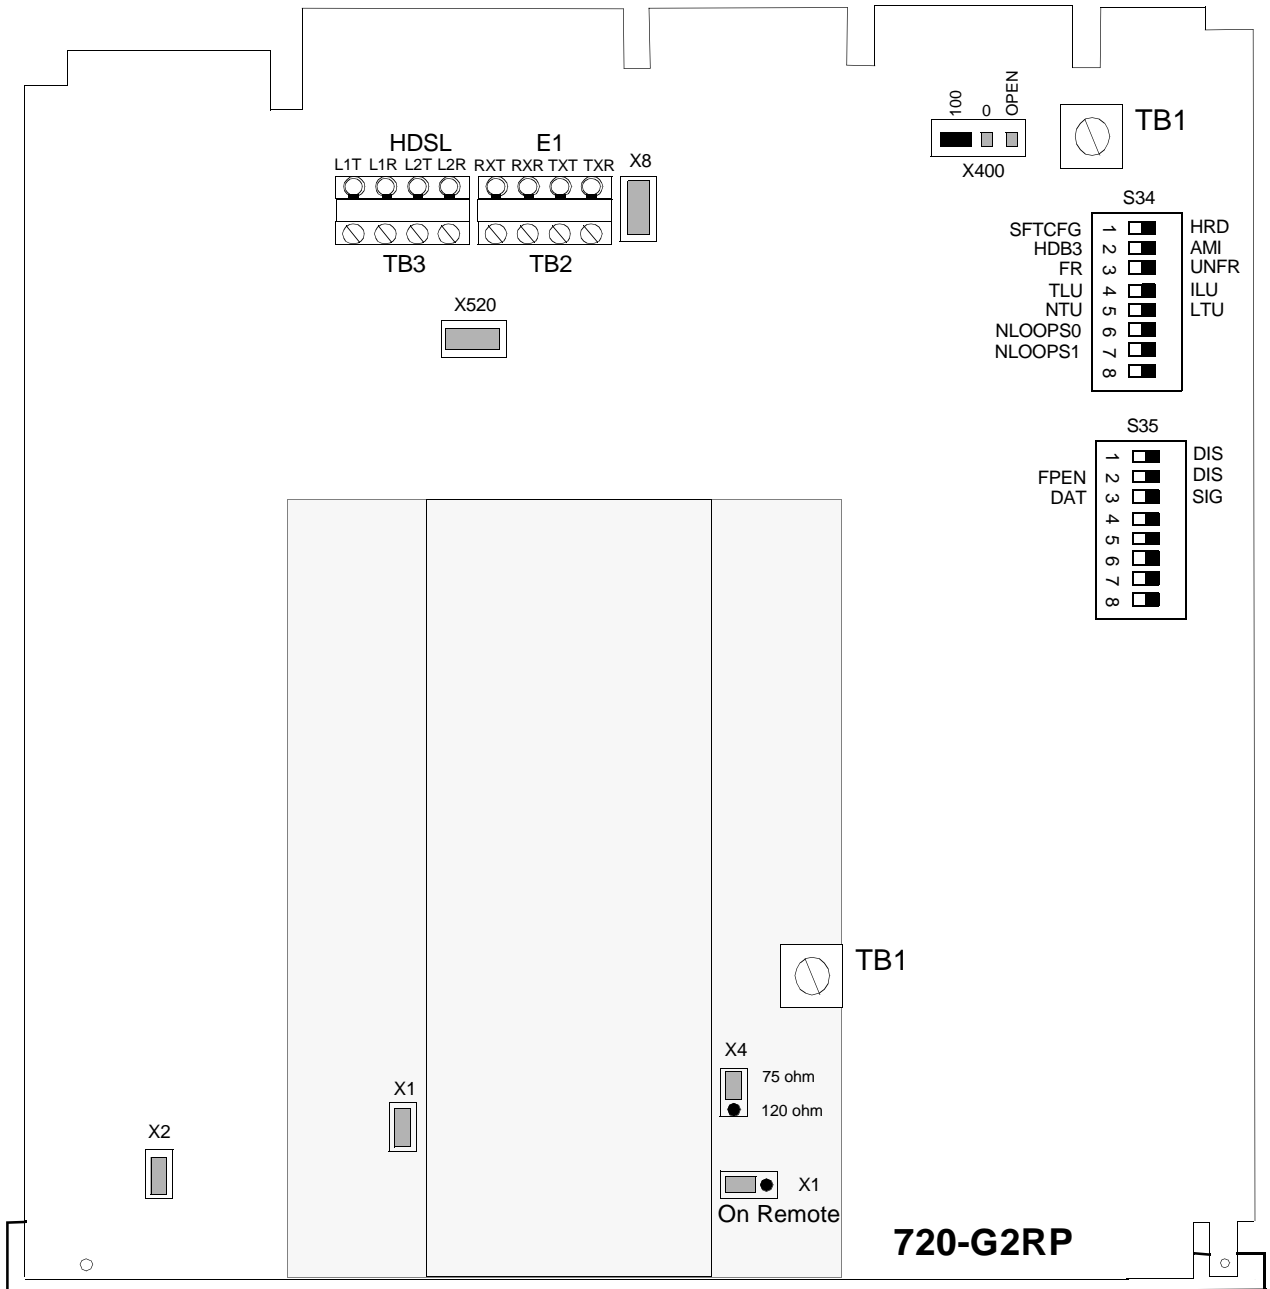 100 0 OPEN
TB1
X400
HDSL E1
L1T L1R L2T L2R RXT RXR TXT TXR X8
TB3 TB2
X520
S34
SFTCFG 1 HRD
HDB3 2 AMI
FR 3 UNFR
TLU 4 ILU
NTU 5 LTU
NLOOPS0 6
NLOOPS1 7
8
S35
1 DIS
FPEN 2 DIS
DAT 3 SIG
4
5
6
7
8
TB1
X4
75 ohm
120 ohm
X1
X2
X1
On Remote
720-G2RP